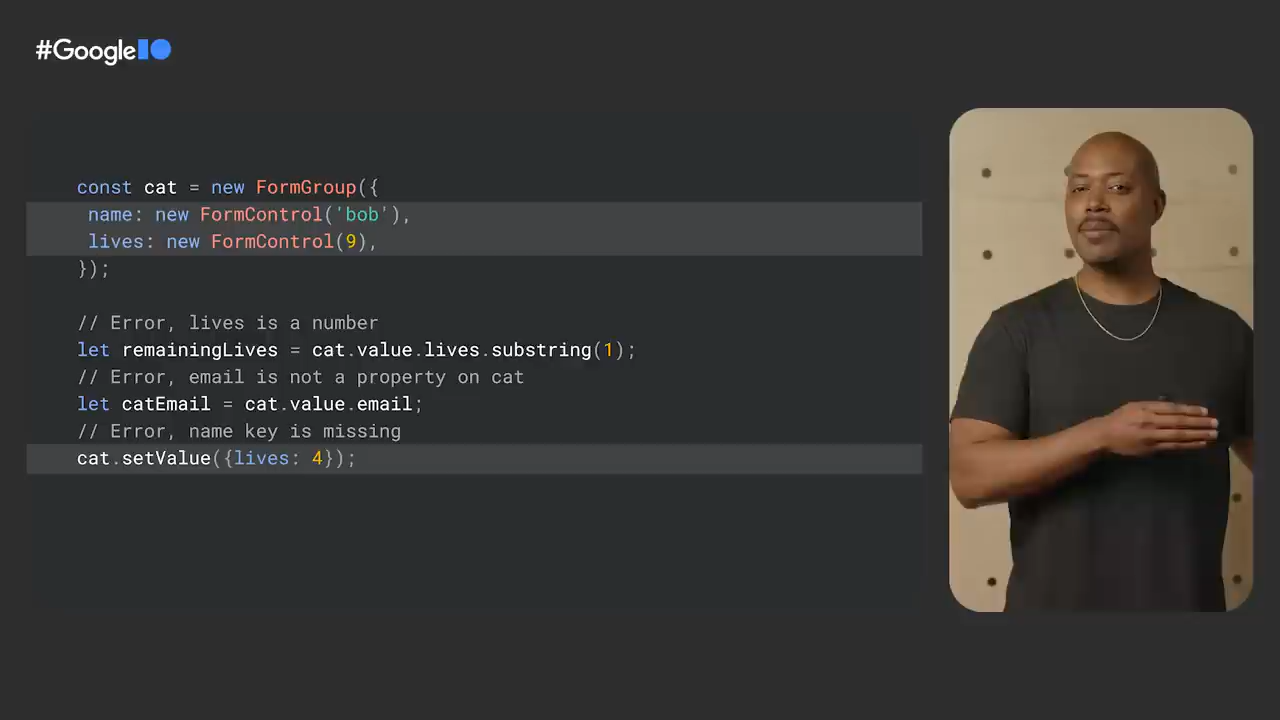 #Google IO
const cat = new FormGroup({
name: new FormControl('bob'),
lives: new FormControl(9),
});
// Error, lives is a number
let remainingLives = cat.value.lives.substring(1);
// Error, email is not a property on cat
let catEmail = cat.value.email;
// Error, name key is missing
cat.setValue({lives: 4});